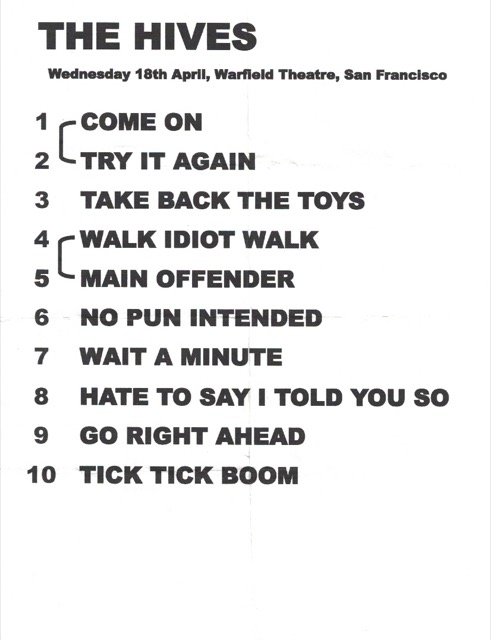 THE HIVES
Wednesday 18th April, Warfield Theatre, San Francisco
1 COME ON
2 TRY IT AGAIN
3 TAKE BACK THE TOYS
4 WALK IDIOT WALK
5 MAIN OFFENDER
6 NO PUN INTENDED
7 WAIT A MINUTE
8 HATE TO SAY I TOLD YOU SO
9 GO RIGHT AHEAD
10 TICK TICK BOOM